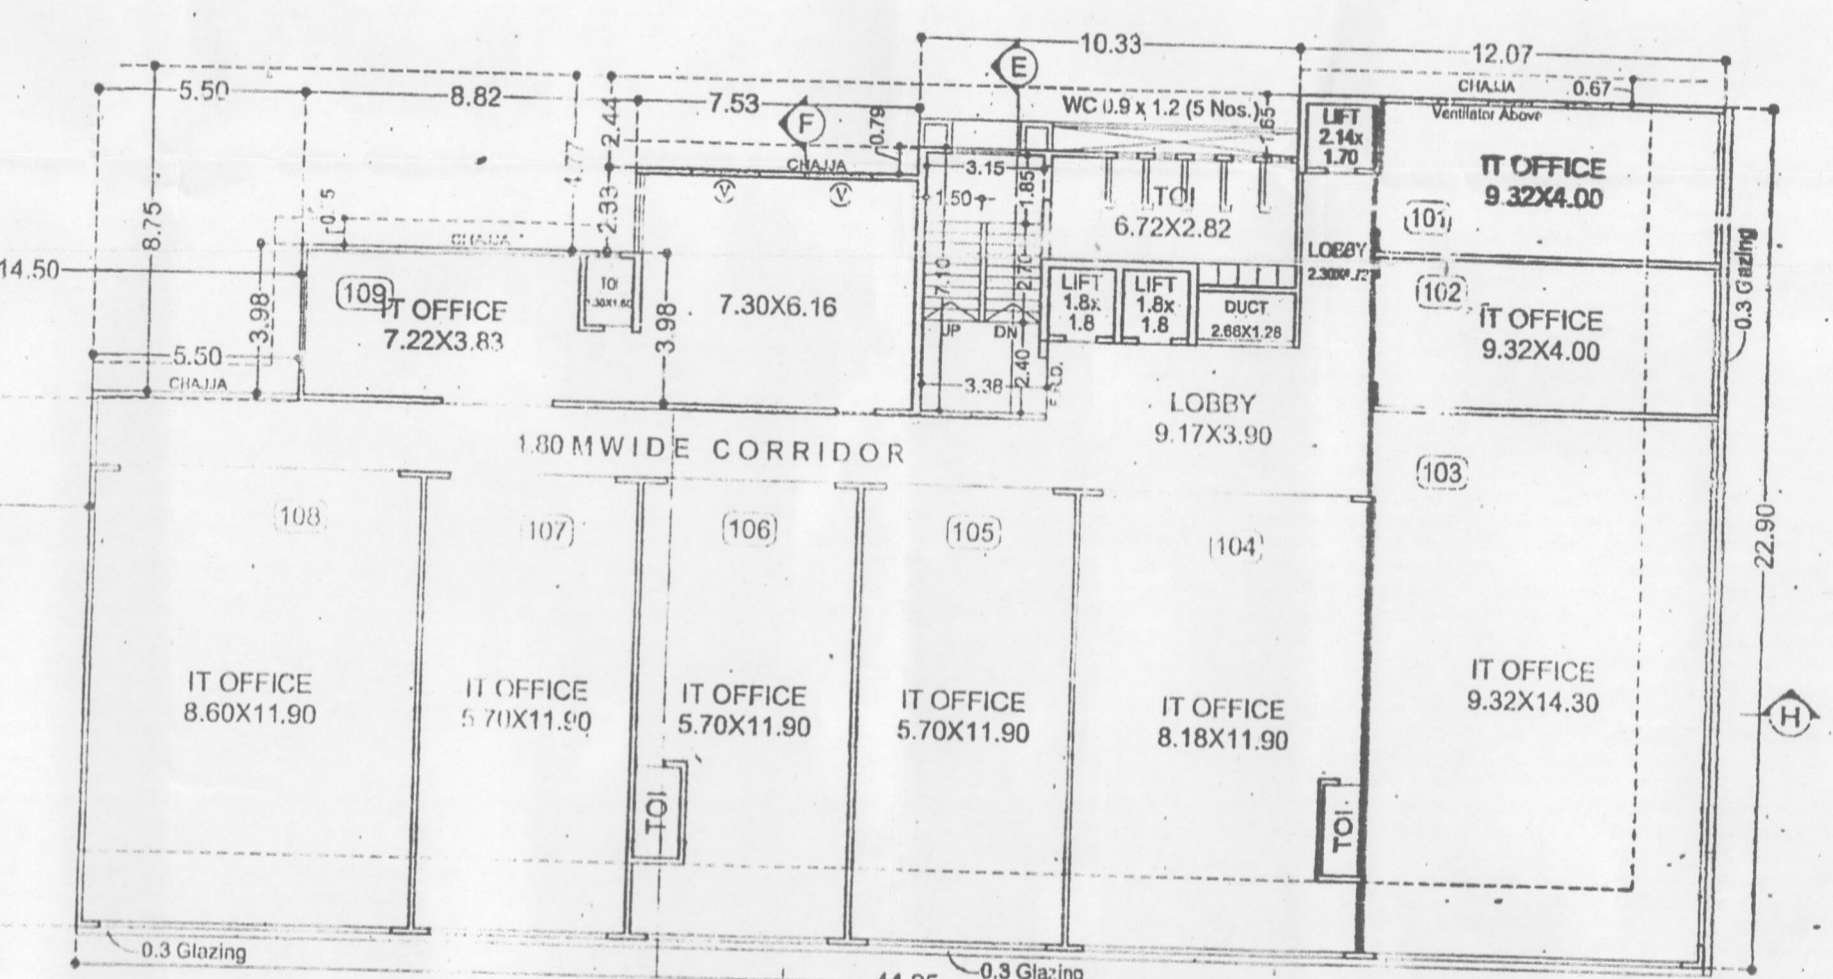 10.33
12.07
E
CHAJJA
0.67
5.50
8.82
7.53
F
0.79
WC 0.9 x 1.2 (5 Nos.)
LIFT
2.14x
1.70
Ventilator Above
2.44
CHAJJA
3.15
IT OFFICE
9.32X4.00
8.75
2.33
V
V
1.50
1.85
TOI
6.72X2.82
101
CHAJJA
LOBBY
0.3 Glazing
14.50
3.98
109
IT OFFICE
7.22X3.83
TOI
3.98
7.30X6.16
7.10
2.70
LIFT
1.8x
1.8
LIFT
1.8x
1.8
DUCT
2.68X1.28
102
IT OFFICE
9.32X4.00
UP
DN
5.50
CHAJJA
3.38
2.40
LOBBY
9.17X3.90
1.80 M WIDE CORRIDOR
103
108
107
106
105
104
22.90
IT OFFICE
8.60X11.90
IT OFFICE
5.70X11.90
IT OFFICE
5.70X11.90
IT OFFICE
5.70X11.90
IT OFFICE
8.18X11.90
IT OFFICE
9.32X14.30
H
TOI
TOI
0.3 Glazing
0.3 Glazing